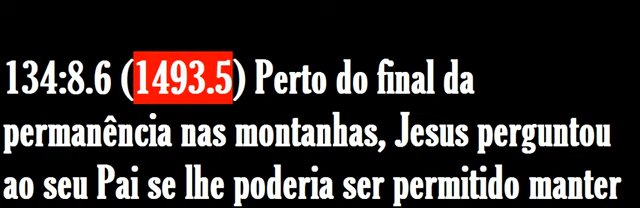 134:8.6 (1493.5) Perto do final da
permanência nas montanhas, Jesus perguntou
ao seu Pai se lhe poderia ser permitido manter